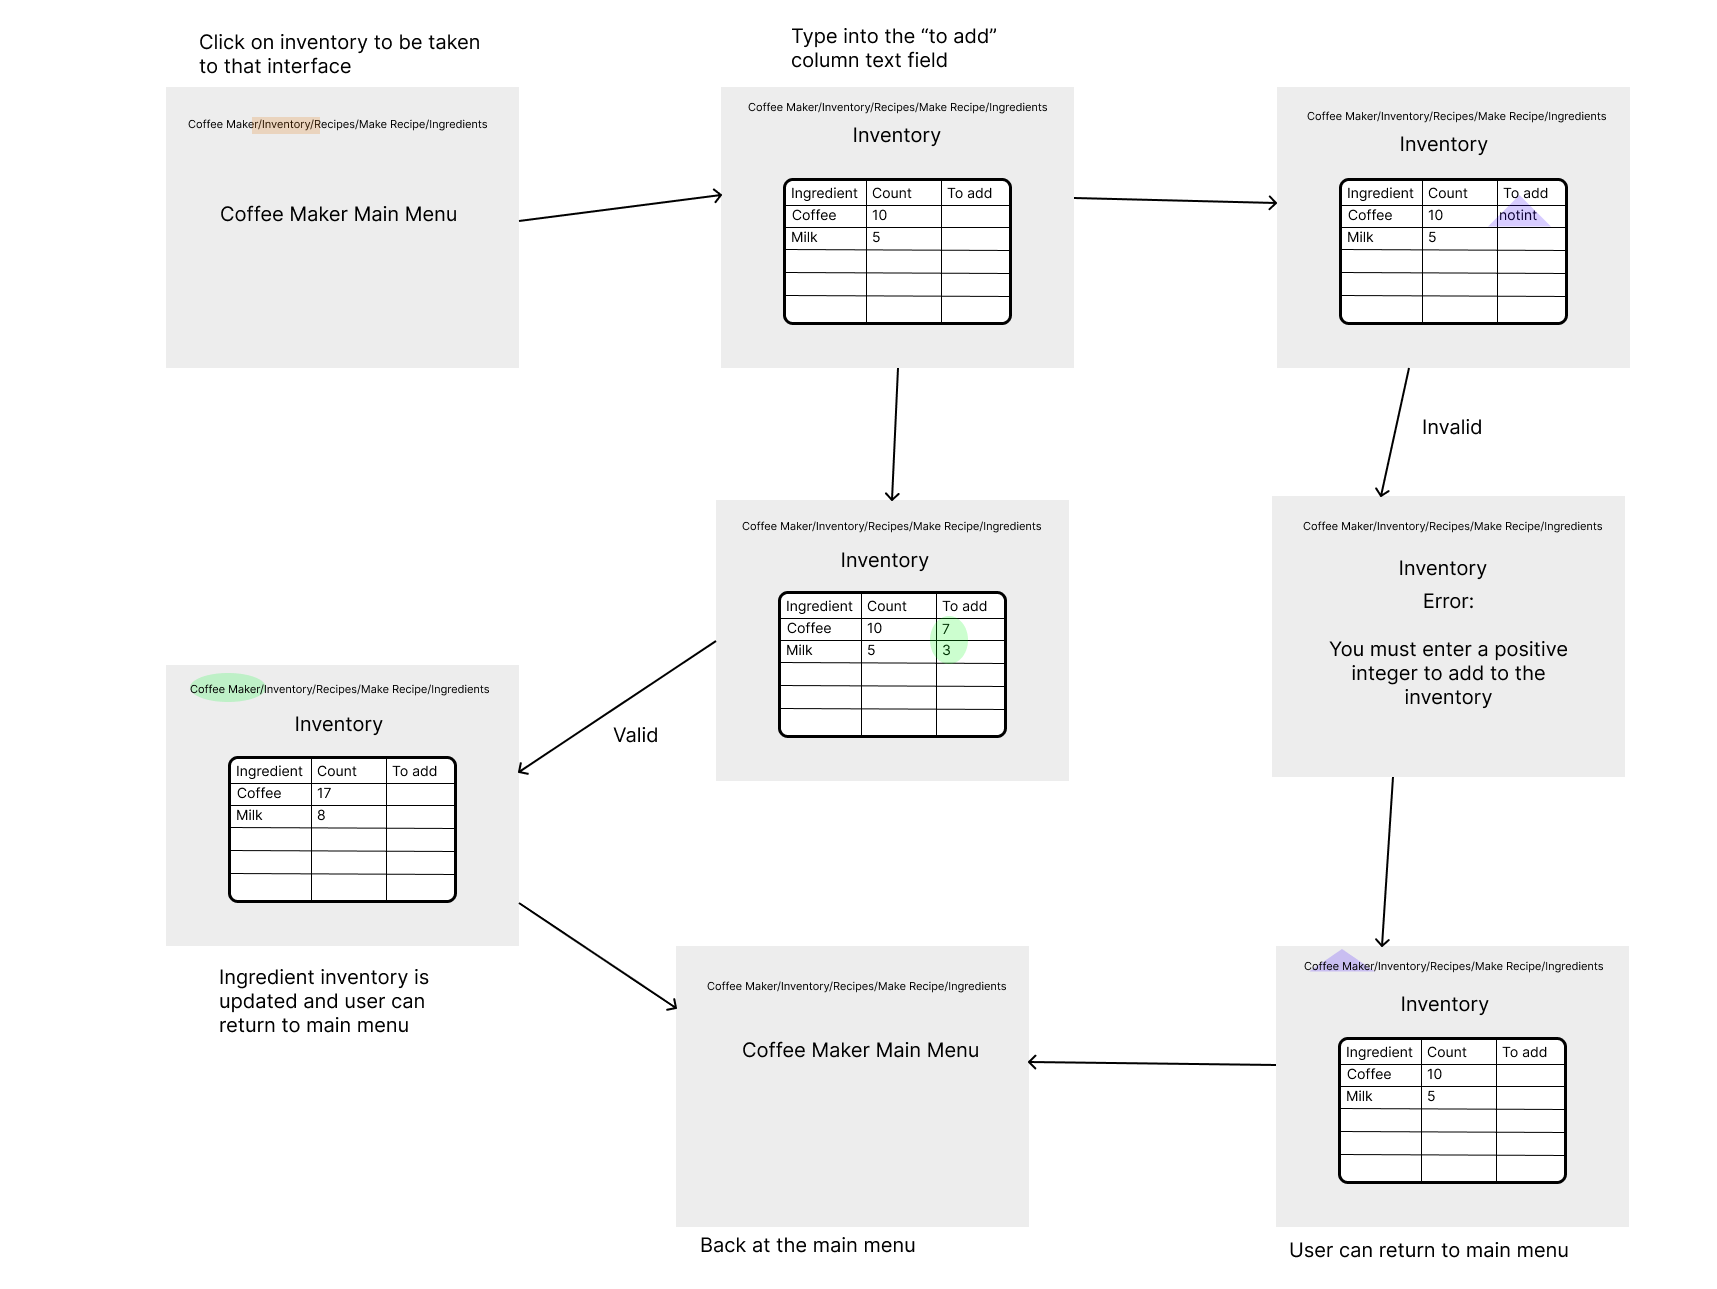 Click on inventory to be taken
to that interface
Coffee Maker/Inventory/Recipes/Make Recipe/Ingredients
Coffee Maker Main Menu
Type into the “to add”
column text field
Coffee Maker/Inventory/Recipes/Make Recipe/Ingredients
Inventory
Ingredient Count To add
Coffee 10
Milk 5
Coffee Maker/Inventory/Recipes/Make Recipe/Ingredients
Inventory
Ingredient Count To add
Coffee 10 notint
Milk 5
Invalid
Coffee Maker/Inventory/Recipes/Make Recipe/Ingredients
Inventory
Ingredient Count To add
Coffee 10 7
Milk 5 3
Valid
Coffee Maker/Inventory/Recipes/Make Recipe/Ingredients
Inventory
Error:
You must enter a positive
integer to add to the
inventory
Coffee Maker/Inventory/Recipes/Make Recipe/Ingredients
Inventory
Ingredient Count To add
Coffee 17
Milk 8
Ingredient inventory is
updated and user can
return to main menu
Coffee Maker/Inventory/Recipes/Make Recipe/Ingredients
Coffee Maker Main Menu
Back at the main menu
Coffee Maker/Inventory/Recipes/Make Recipe/Ingredients
Inventory
Ingredient Count To add
Coffee 10
Milk 5
User can return to main menu